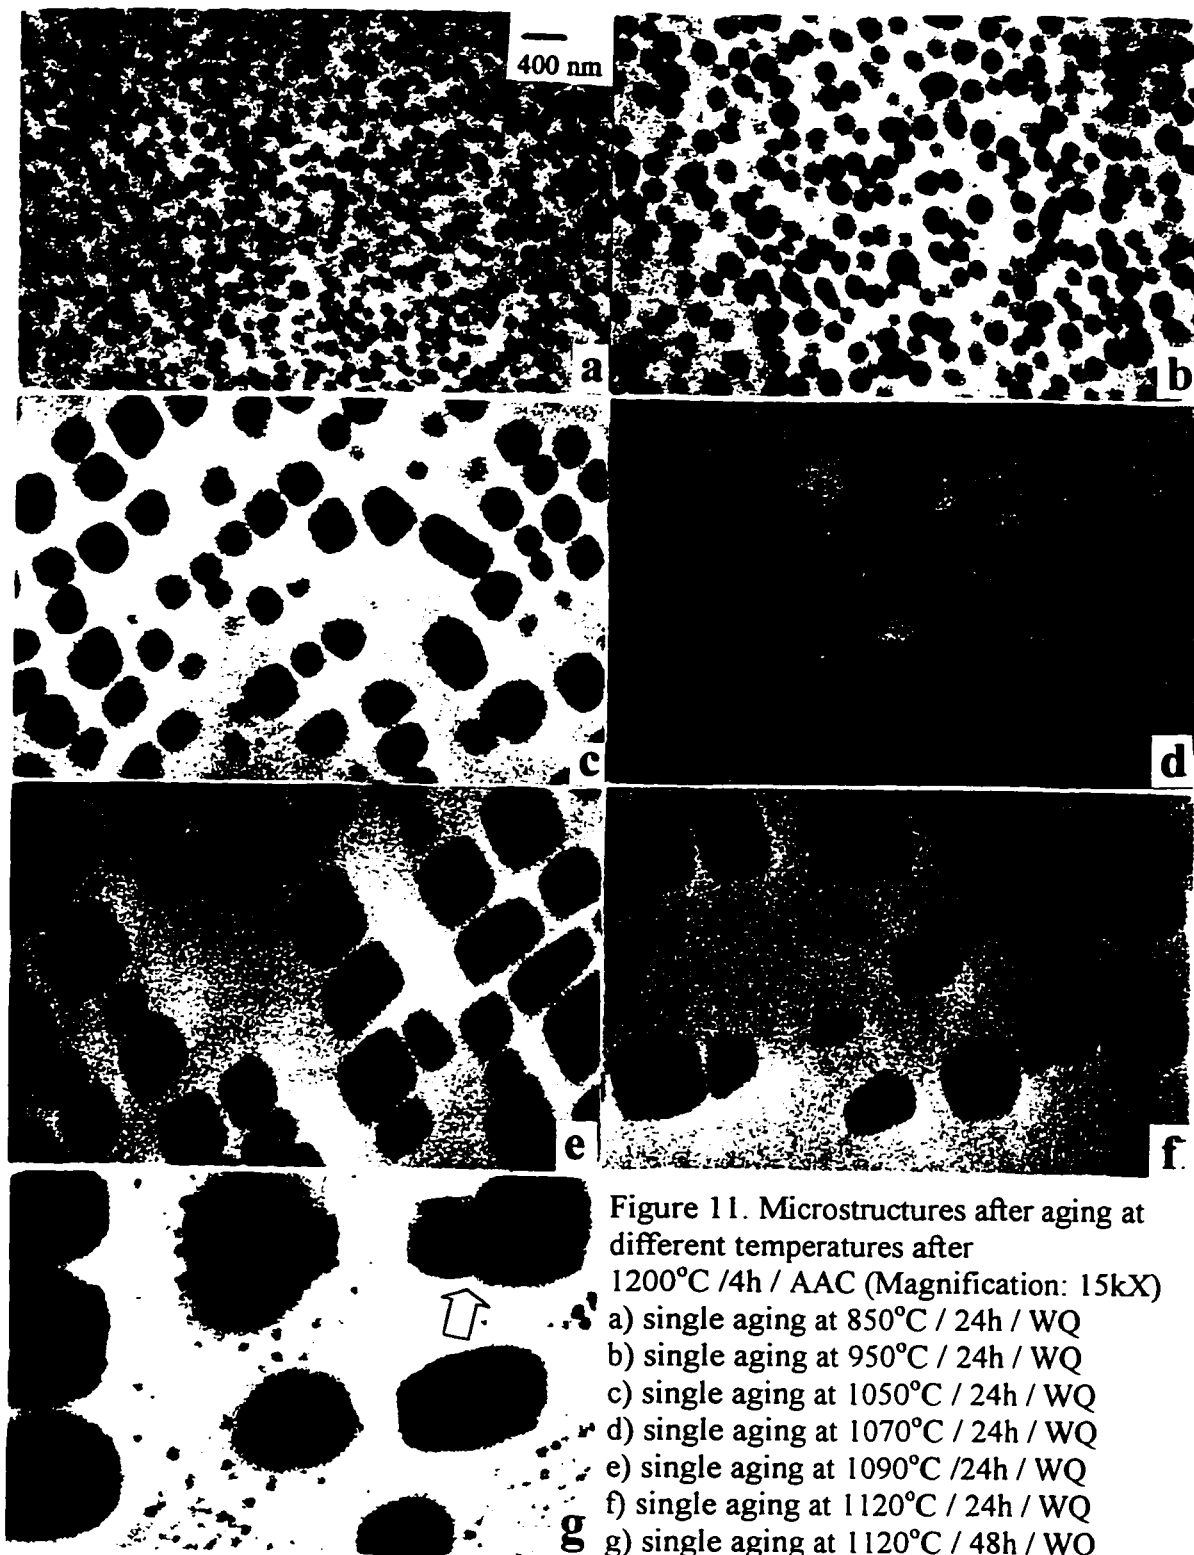 400 nm
a
b
c
d
e
f
g
Figure 11. Microstructures after aging at
different temperatures after
1200°C /4h / AAC (Magnification: 15kX)
a) single aging at 850°C / 24h / WQ
b) single aging at 950°C / 24h / WQ
c) single aging at 1050°C / 24h / WQ
d) single aging at 1070°C / 24h / WQ
e) single aging at 1090°C /24h / WQ
f) single aging at 1120°C / 24h / WQ
g) single aging at 1120°C / 48h / WQ